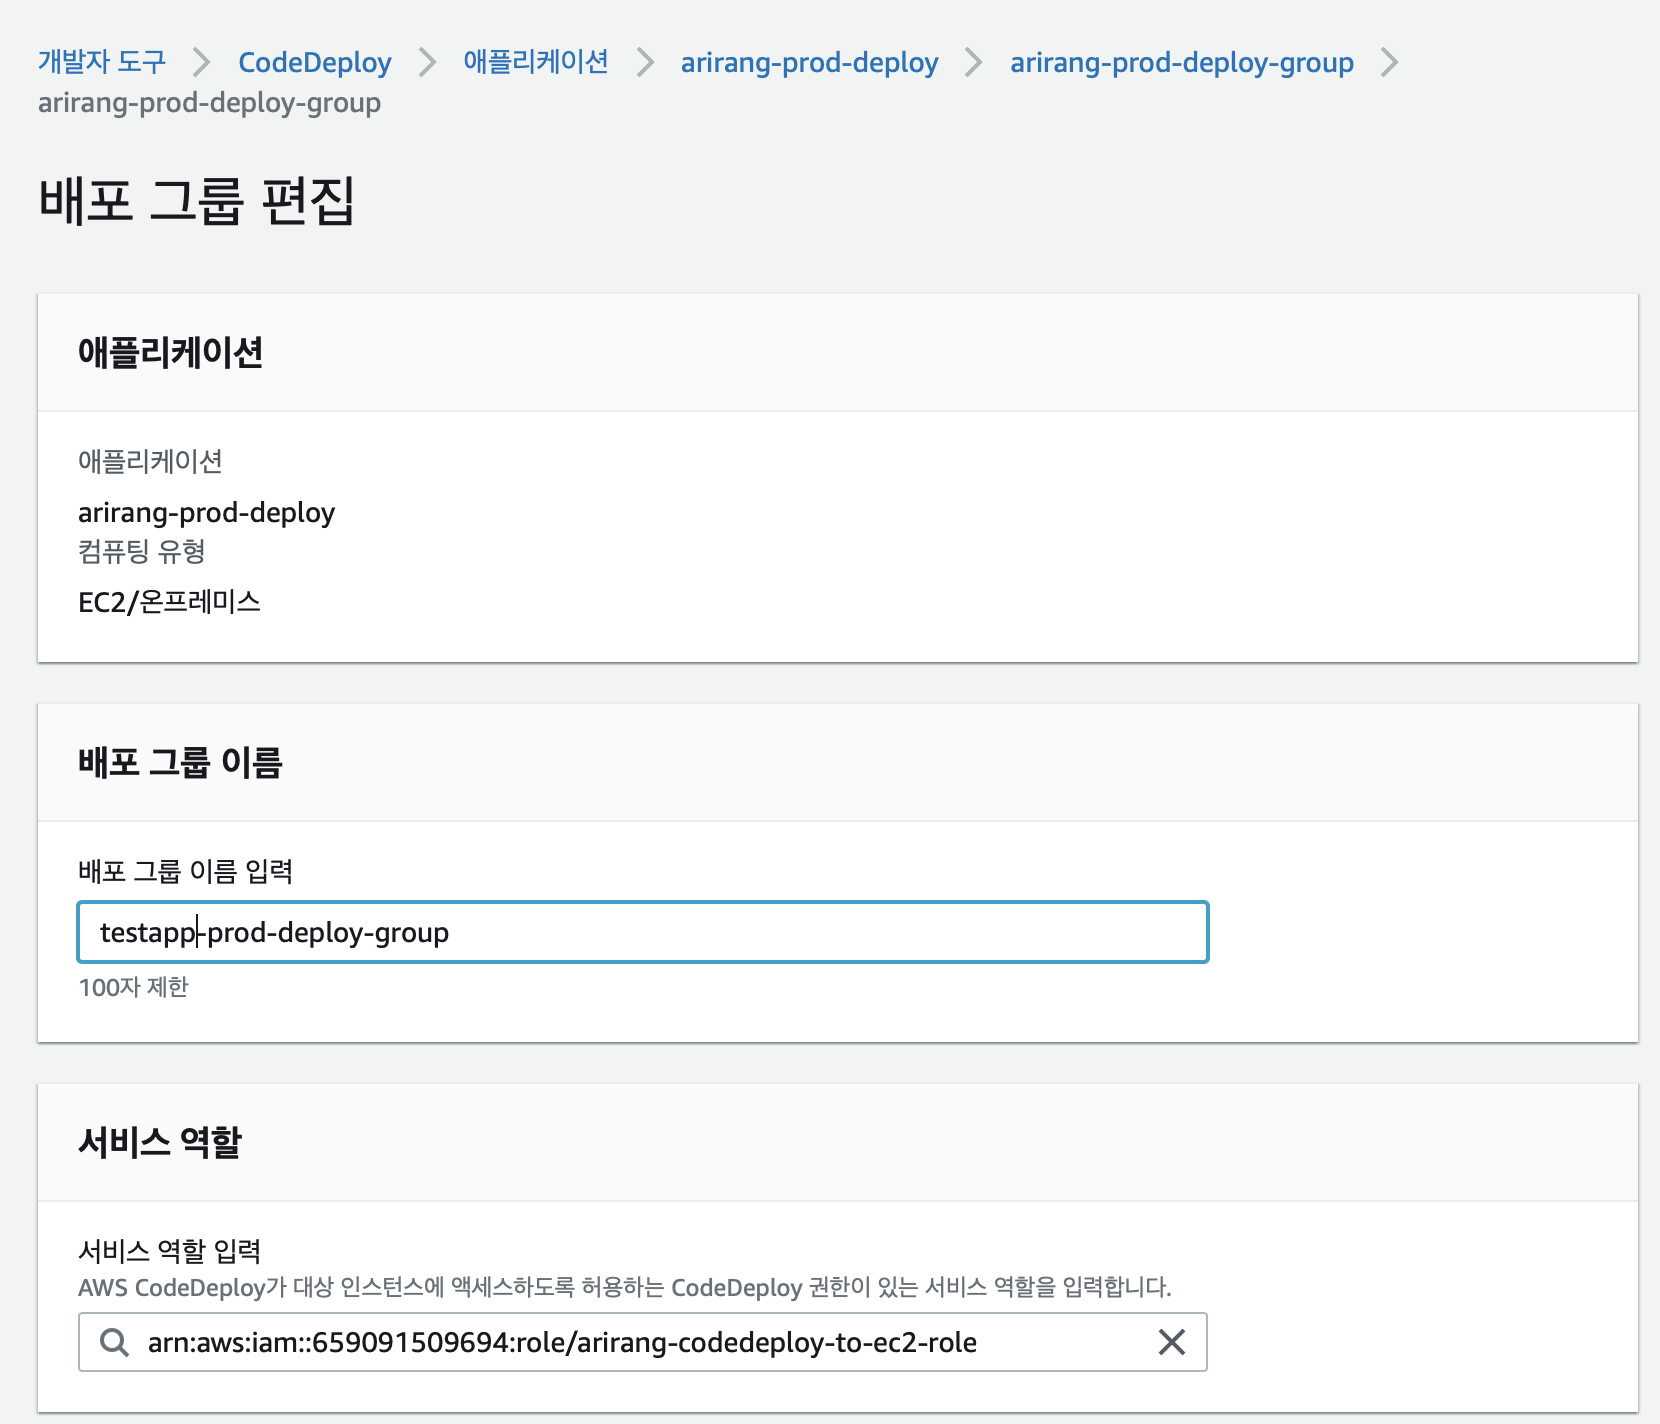 개발자 도구 > CodeDeploy > 애플리케이션 > arirang-prod-deploy > arirang-prod-deploy-group >
arirang-prod-deploy-group
배포 그룹 편집
애플리케이션
애플리케이션
arirang-prod-deploy
컴퓨팅 유형
EC2/온프레미스
배포 그룹 이름
배포 그룹 이름 입력
testapp-prod-deploy-group
100자 제한
서비스 역할
서비스 역할 입력
AWS CodeDeploy가 대상 인스턴스에 액세스하도록 허용하는 CodeDeploy 권한이 있는 서비스 역할을 입력합니다.
arn:aws:iam::659091509694:role/arirang-codedeploy-to-ec2-role